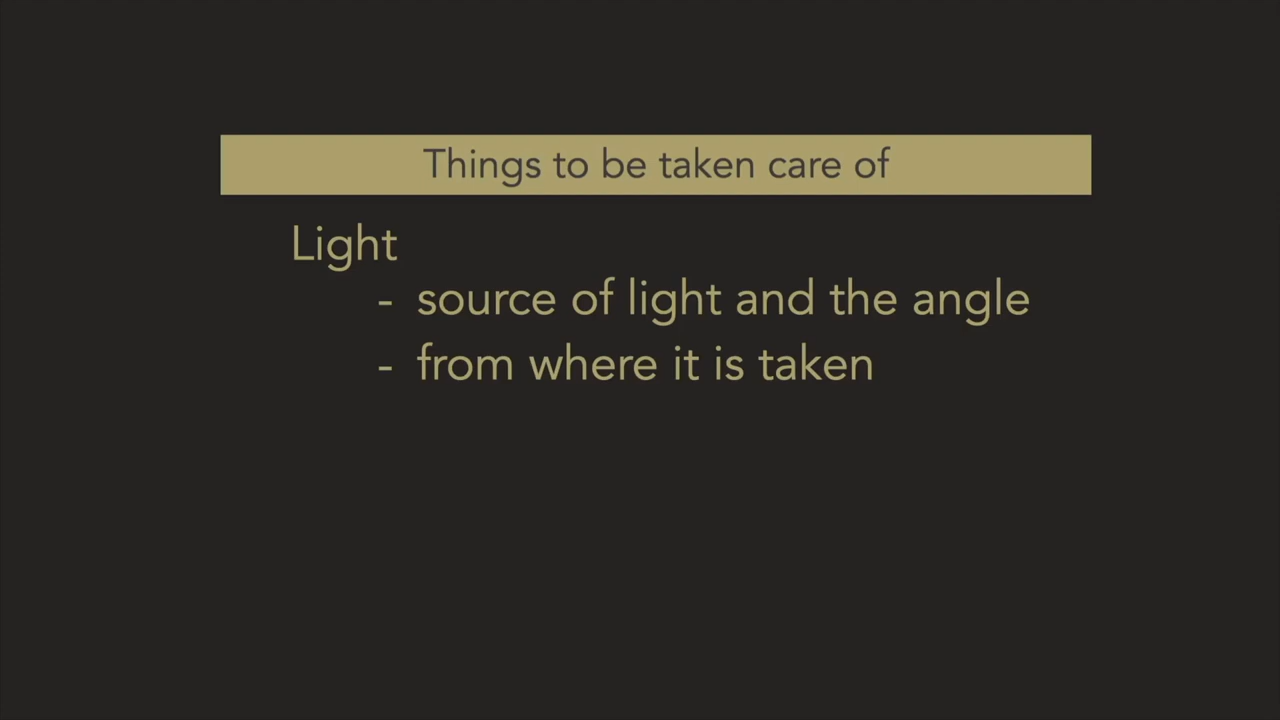 Things to be taken care of
Light
- source of light and the angle
- from where it is taken